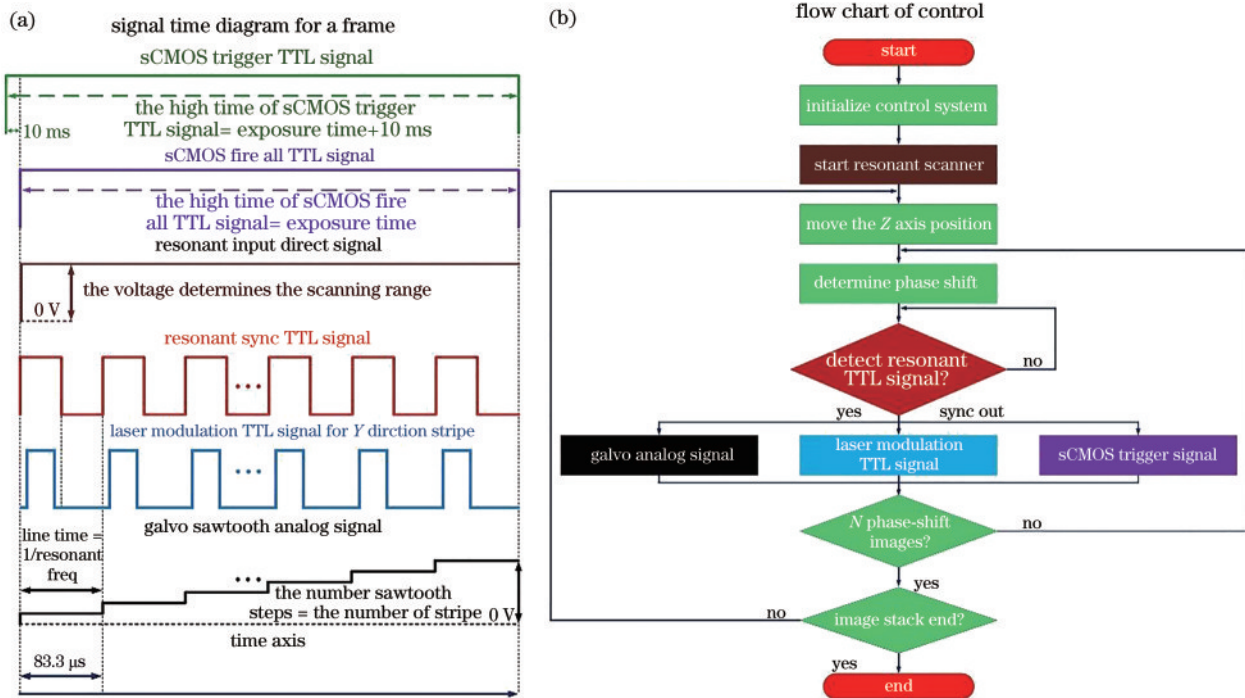 (a)
signal time diagram for a frame
sCMOS trigger TTL signal
the high time of sCMOS trigger
TTL signal= exposure time+10 ms
10 ms
sCMOS fire all TTL signal
the high time of sCMOS fire
all TTL signal= exposure time
resonant input direct signal
the voltage determines the scanning range
0 V
resonant sync TTL signal
...
laser modulation TTL signal for Y dirction stripe
...
galvo sawtooth analog signal
line time =
1/resonant
freq
...
the number sawtooth
steps = the number of stripe
0 V
time axis
83.3 μs
(b)
flow chart of control
start
initialize control system
start resonant scanner
move the Z axis position
determine phase shift
detect resonant
TTL signal?
no
yes
sync out
galvo analog signal
laser modulation
TTL signal
sCMOS trigger signal
N phase-shift
images?
no
yes
image stack end?
no
yes
end